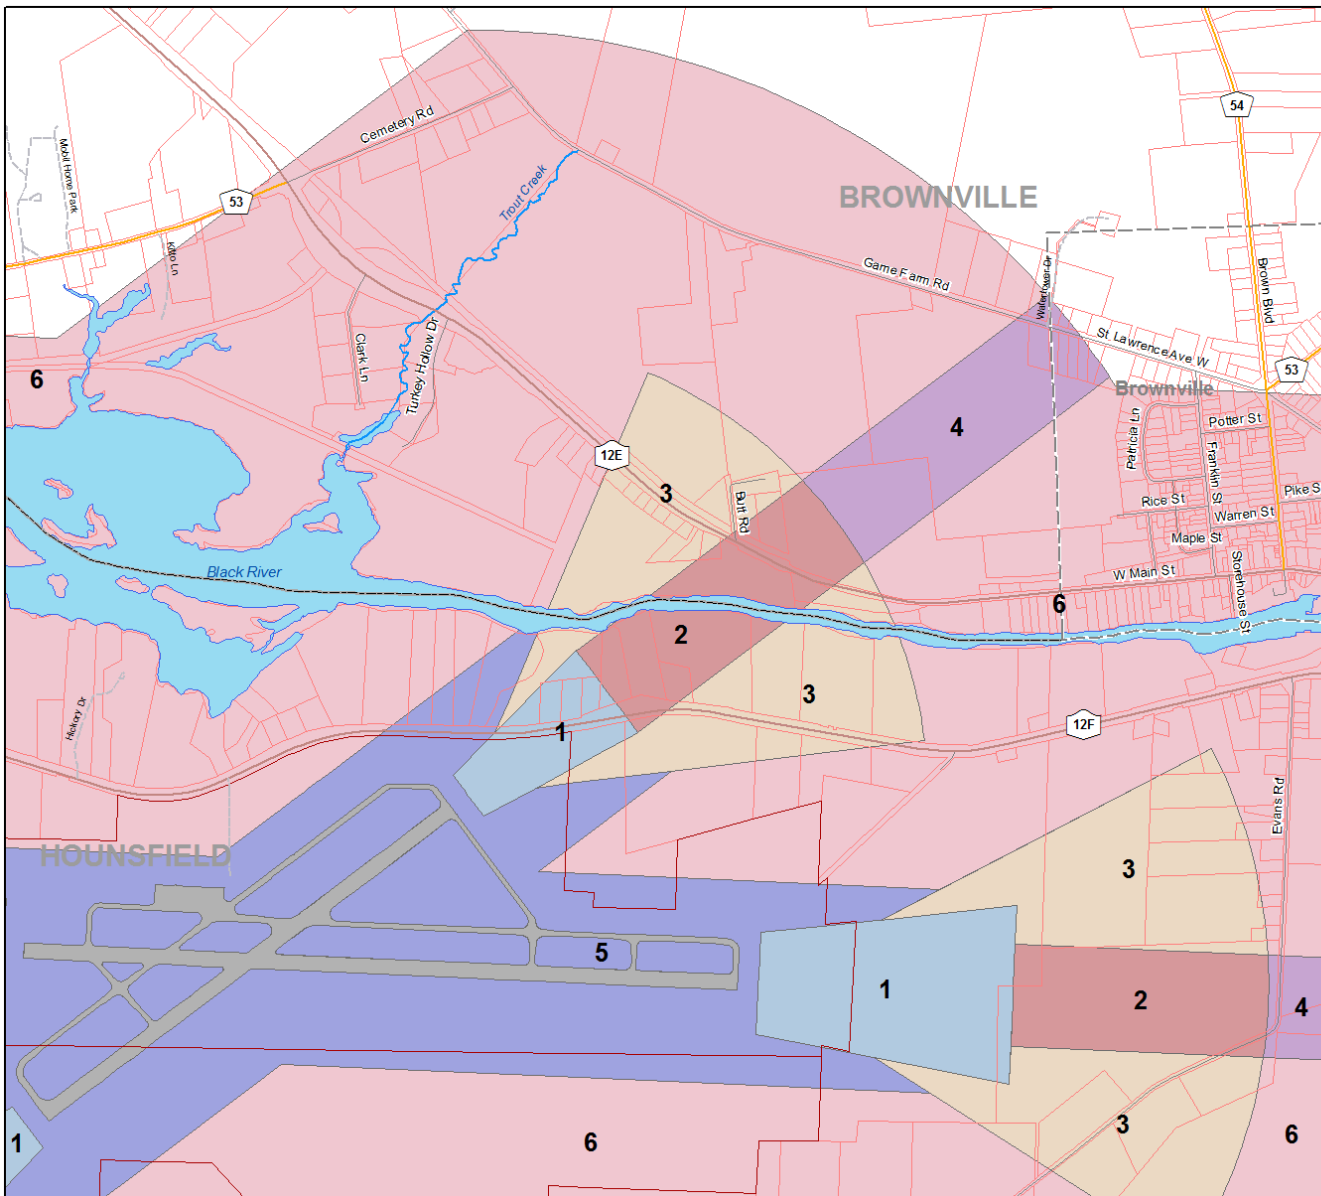 54
Cemetery Rd
Mobil Home Park
Trout Creek
BROWNVILLE
53
Kitto Ln
Game Farm Rd
Watertower Dr
Brown Blvd
St Lawrence Ave W
Clark Ln
Turkey Hollow Dr
6
53
Brownville
4
Patricia Ln
Potter St
Franklin St
12E
3
Butt Rd
Rice St
Pike S
Warren St
Maple St
Black River
W Main St
Storehouse St
6
2
Hickory Dr
3
1
12F
Evans Rd
HOUNSFIELD
3
5
1
2
4
3
1
6
6